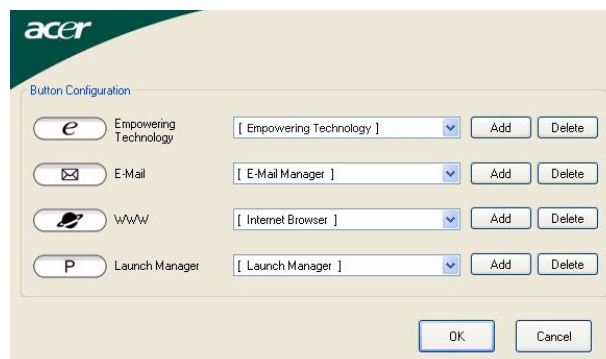 acer
Button Configuration
e Empowering Technology [ Empowering Technology ] Add Delete
E-Mail [ E-Mail Manager ] Add Delete
WWW [ Internet Browser ] Add Delete
P Launch Manager [ Launch Manager ] Add Delete
OK Cancel